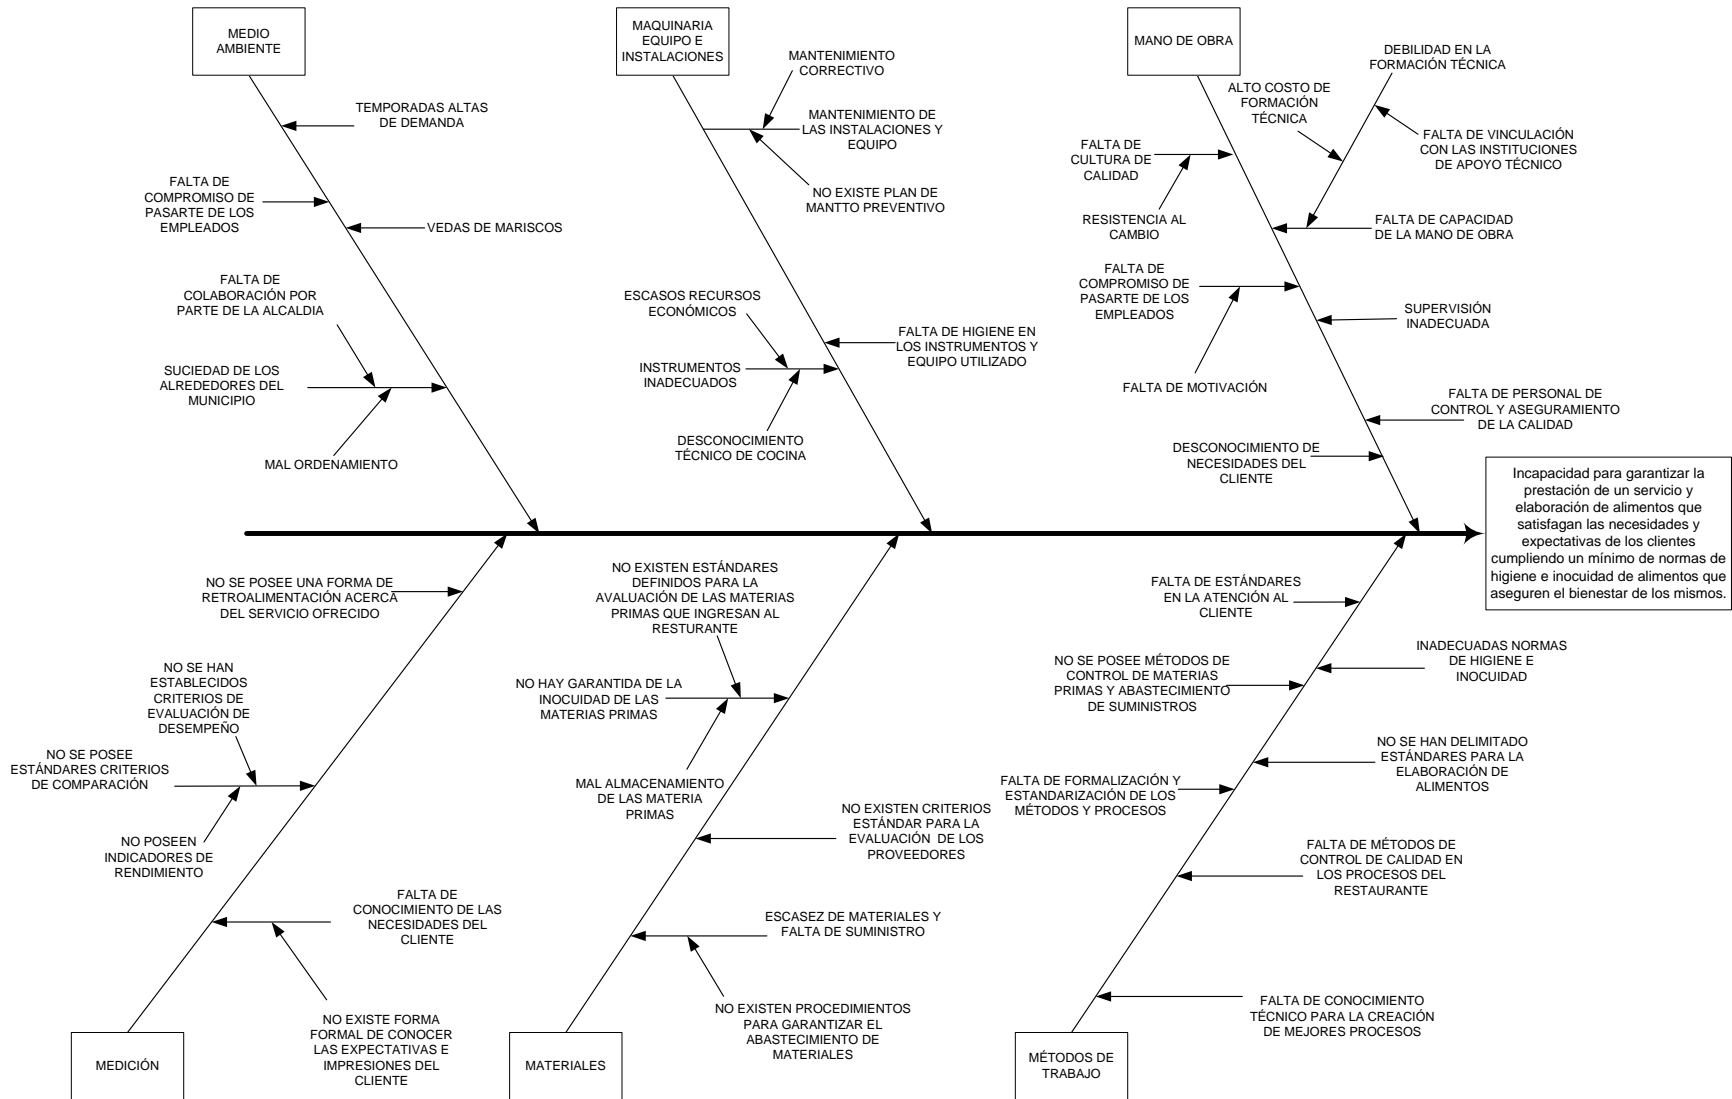 MEDIO
AMBIENTE
MAQUINARIA
EQUIPO E
INSTALACIONES
MANO DE OBRA
TEMPORADAS ALTAS
DE DEMANDA
FALTA DE
COMPROMISO DE
PASARTE DE LOS
EMPLEADOS
VEDAS DE MARISCOS
FALTA DE
COLABORACIÓN POR
PARTE DE LA ALCALDIA
SUCIEDAD DE LOS
ALREDEDORES DEL
MUNICIPIO
MAL ORDENAMIENTO
MANTENIMIENTO
CORRECTIVO
MANTENIMIENTO DE
LAS INSTALACIONES Y
EQUIPO
NO EXISTE PLAN DE
MANTTO PREVENTIVO
ESCASOS RECURSOS
ECONÓMICOS
FALTA DE HIGIENE EN
LOS INSTRUMENTOS Y
EQUIPO UTILIZADO
INSTRUMENTOS
INADECUADOS
DESCONOCIMIENTO
TÉCNICO DE COCINA
DEBILIDAD EN LA
FORMACIÓN TÉCNICA
ALTO COSTO DE
FORMACIÓN
TÉCNICA
FALTA DE VINCULACIÓN
CON LAS INSTITUCIONES
DE APOYO TÉCNICO
FALTA DE
CULTURA DE
CALIDAD
RESISTENCIA AL
CAMBIO
FALTA DE CAPACIDAD
DE LA MANO DE OBRA
FALTA DE
COMPROMISO DE
PASARTE DE LOS
EMPLEADOS
SUPERVISIÓN
INADECUADA
FALTA DE MOTIVACIÓN
FALTA DE PERSONAL DE
CONTROL Y ASEGURAMIENTO
DE LA CALIDAD
DESCONOCIMIENTO DE
NECESIDADES DEL
CLIENTE
Incapacidad para garantizar la
prestación de un servicio y
elaboración de alimentos que
satisfagan las necesidades y
expectativas de los clientes
cumpliendo un mínimo de normas de
higiene e inocuidad de alimentos que
aseguren el bienestar de los mismos.
NO SE POSEE UNA FORMA DE
RETROALIMENTACIÓN ACERCA
DEL SERVICIO OFRECIDO
NO SE HAN
ESTABLECIDOS
CRITERIOS DE
EVALUACIÓN DE
DESEMPEÑO
NO SE POSEE
ESTÁNDARES CRITERIOS
DE COMPARACIÓN
NO POSEEN
INDICADORES DE
RENDIMIENTO
FALTA DE
CONOCIMIENTO DE LAS
NECESIDADES DEL
CLIENTE
NO EXISTE FORMA
FORMAL DE CONOCER
LAS EXPECTATIVAS E
IMPRESIONES DEL
CLIENTE
NO EXISTEN ESTÁNDARES
DEFINIDOS PARA LA
AVALUACIÓN DE LAS MATERIAS
PRIMAS QUE INGRESAN AL
RESTURANTE
NO HAY GARANTIDA DE LA
INOCUIDAD DE LAS
MATERIAS PRIMAS
MAL ALMACENAMIENTO
DE LAS MATERIA
PRIMAS
NO EXISTEN CRITERIOS
ESTÁNDAR PARA LA
EVALUACIÓN DE LOS
PROVEEDORES
ESCASEZ DE MATERIALES Y
FALTA DE SUMINISTRO
NO EXISTEN PROCEDIMIENTOS
PARA GARANTIZAR EL
ABASTECIMIENTO DE
MATERIALES
FALTA DE ESTÁNDARES
EN LA ATENCIÓN AL
CLIENTE
INADECUADAS NORMAS
DE HIGIENE E
INOCUIDAD
NO SE POSEE MÉTODOS DE
CONTROL DE MATERIAS
PRIMAS Y ABASTECIMIENTO
DE SUMINISTROS
NO SE HAN DELIMITADO
ESTÁNDARES PARA LA
ELABORACIÓN DE
ALIMENTOS
FALTA DE FORMALIZACIÓN Y
ESTANDARIZACIÓN DE LOS
MÉTODOS Y PROCESOS
FALTA DE MÉTODOS DE
CONTROL DE CALIDAD EN
LOS PROCESOS DEL
RESTAURANTE
FALTA DE CONOCIMIENTO
TÉCNICO PARA LA CREACIÓN
DE MEJORES PROCESOS
MEDICIÓN
MATERIALES
MÉTODOS DE
TRABAJO